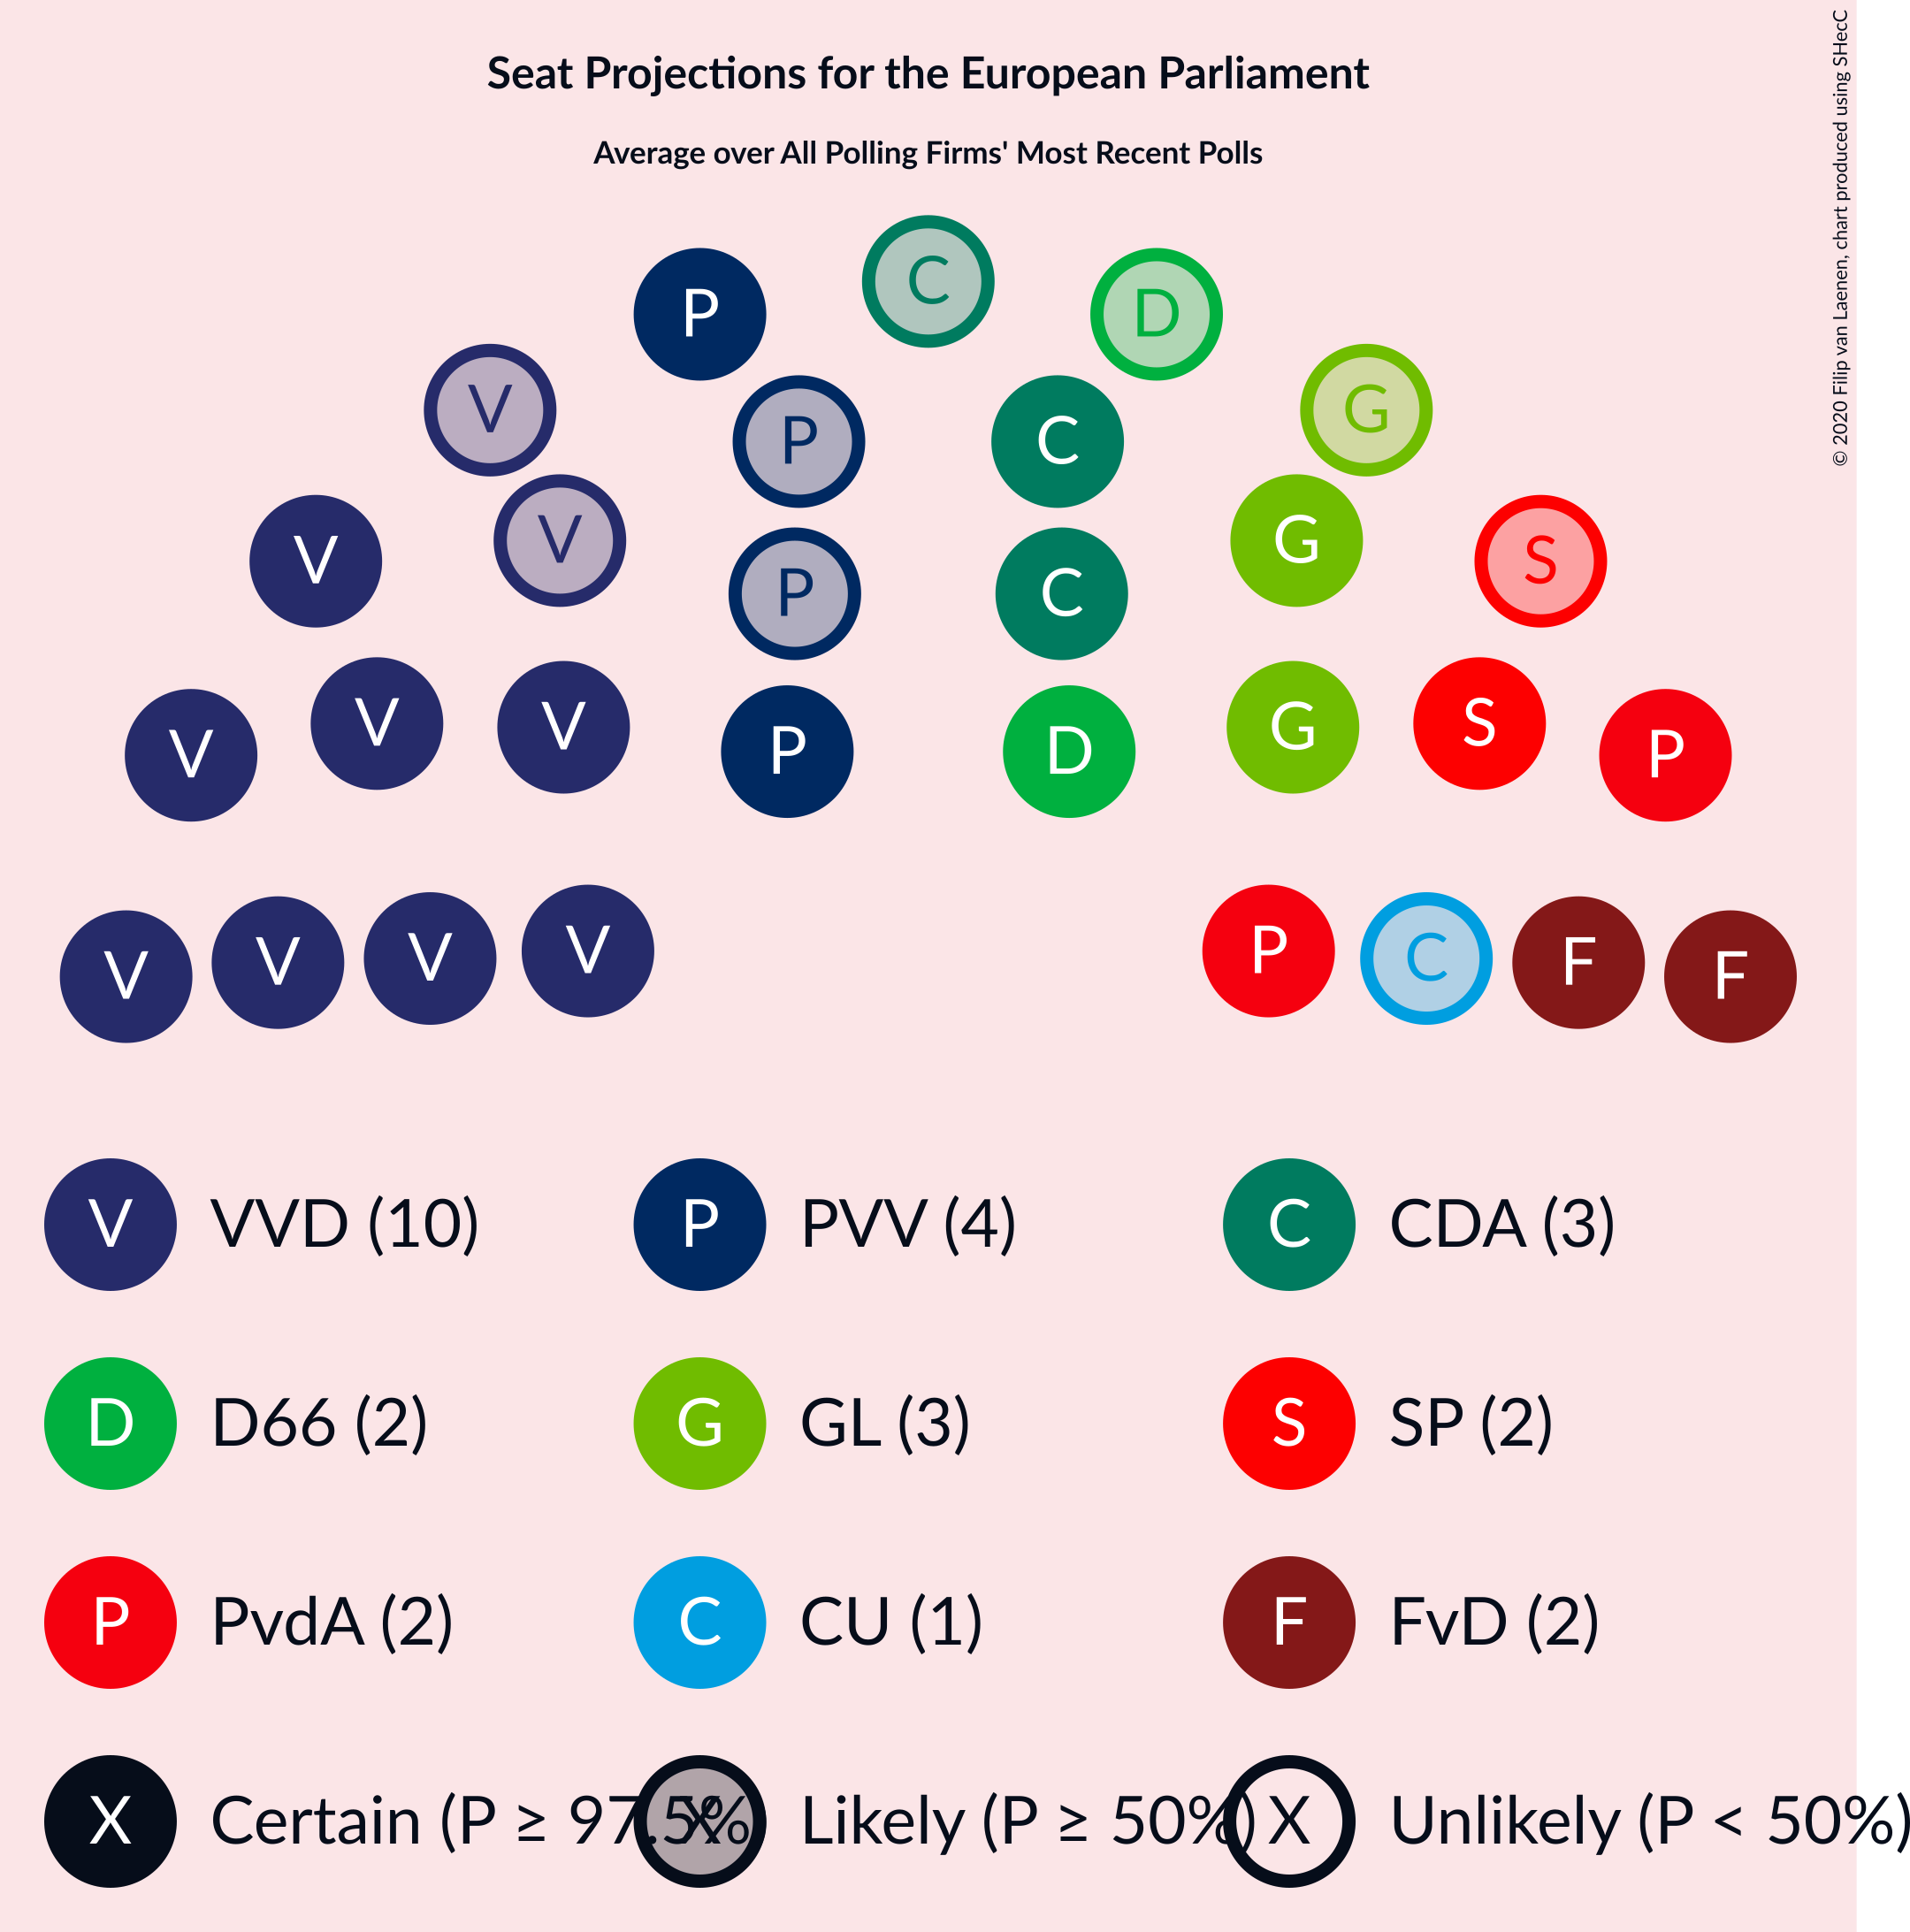 Seat Projections for the European Parliament
Average over All Polling Firms' Most Recent Polls
© 2020 Filip van Laenen, chart produced using SHecC
C
P D
V G
P C
V G
V S
P C
V V G S
P D
V P
V P
V C
V F
V F
V VVD (10) P PVV (4) C CDA (3)
D D66 (2) G GL (3) S SP (2)
P PvdA (2) C CU (1) F FvD (2)
X Certain (P ≥ 97.5% X Likely (P ≥ 50%) X Unlikely (P < 50%)